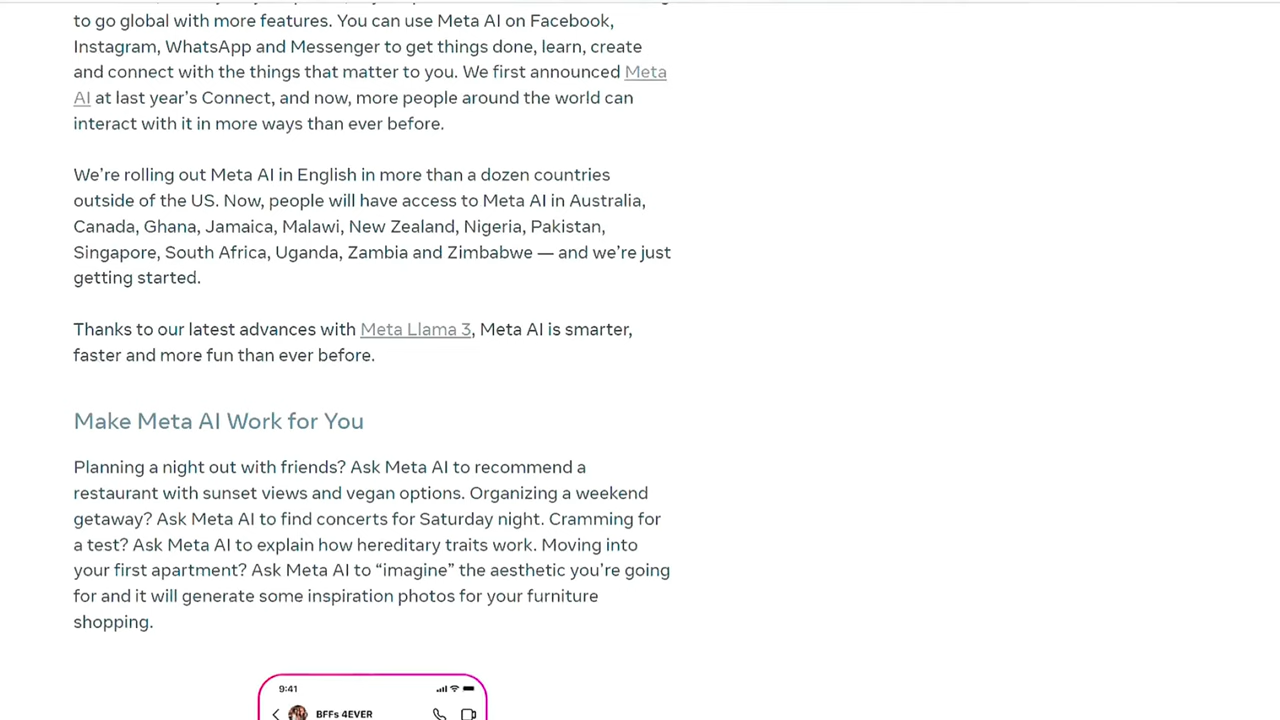 to go global with more features. You can use Meta AI on Facebook,
Instagram, WhatsApp and Messenger to get things done, learn, create
and connect with the things that matter to you. We first announced Meta
AI at last year’s Connect, and now, more people around the world can
interact with it in more ways than ever before.
We’re rolling out Meta AI in English in more than a dozen countries
outside of the US. Now, people will have access to Meta AI in Australia,
Canada, Ghana, Jamaica, Malawi, New Zealand, Nigeria, Pakistan,
Singapore, South Africa, Uganda, Zambia and Zimbabwe — and we’re just
getting started.
Thanks to our latest advances with Meta Llama 3, Meta AI is smarter,
faster and more fun than ever before.
Make Meta AI Work for You
Planning a night out with friends? Ask Meta AI to recommend a
restaurant with sunset views and vegan options. Organizing a weekend
getaway? Ask Meta AI to find concerts for Saturday night. Cramming for
a test? Ask Meta AI to explain how hereditary traits work. Moving into
your first apartment? Ask Meta AI to “imagine” the aesthetic you’re going
for and it will generate some inspiration photos for your furniture
shopping.
9:41
BFFs 4EVER